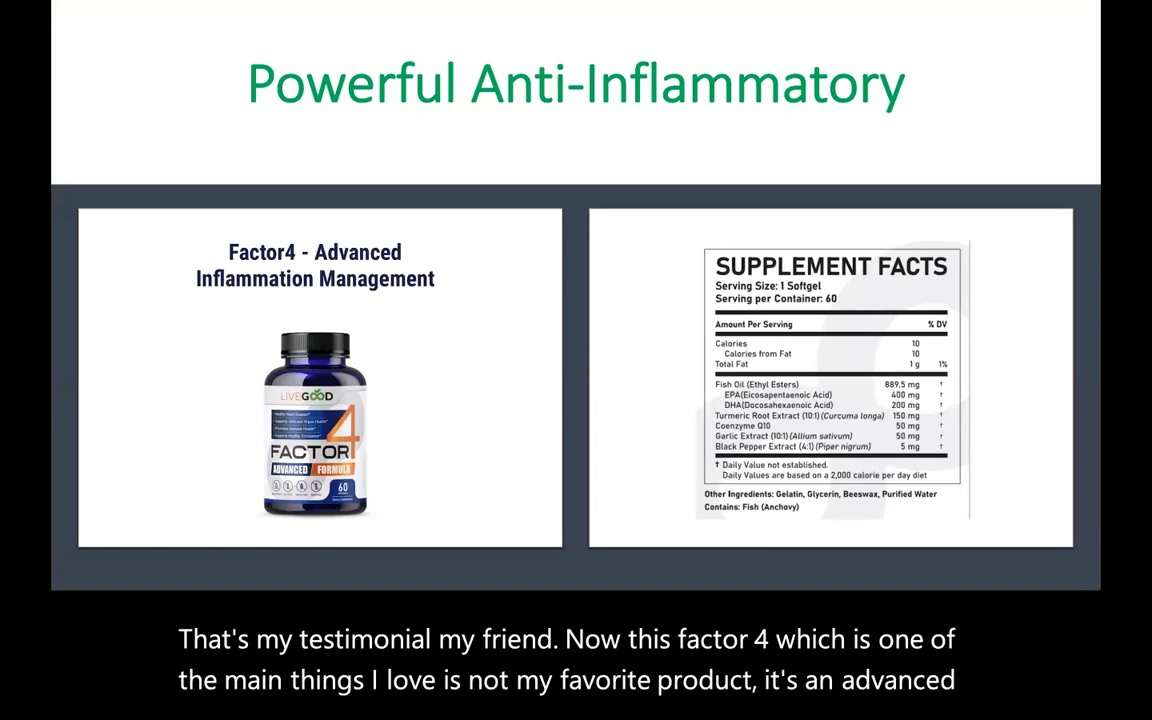 Powerful Anti-Inflammatory
Factor4 - Advanced
Inflammation Management
LIVEGOOD
4
FACTOR
ADVANCED FORMULA
60
SUPPLEMENT FACTS
Serving Size: 1 Softgel
Serving per Container: 60
Amount Per Serving % DV
Calories 10
Calories from Fat 10
Total Fat 1 g 1%
Fish Oil (Ethyl Esters) 889.5 mg †
EPA(Eicosapentaenoic Acid) 400 mg †
DHA(Docosahexaenoic Acid) 200 mg †
Turmeric Root Extract (10:1) (Curcuma longa) 150 mg †
Coenzyme Q10 50 mg †
Garlic Extract (10:1) (Allium sativum) 50 mg †
Black Pepper Extract (4:1) (Piper nigrum) 5 mg †
† Daily Value not established.
Daily Values are based on a 2,000 calorie per day diet
Other Ingredients: Gelatin, Glycerin, Beeswax, Purified Water
Contains: Fish (Anchovy)
That's my testimonial my friend. Now this factor 4 which is one of
the main things I love is not my favorite product, it's an advanced